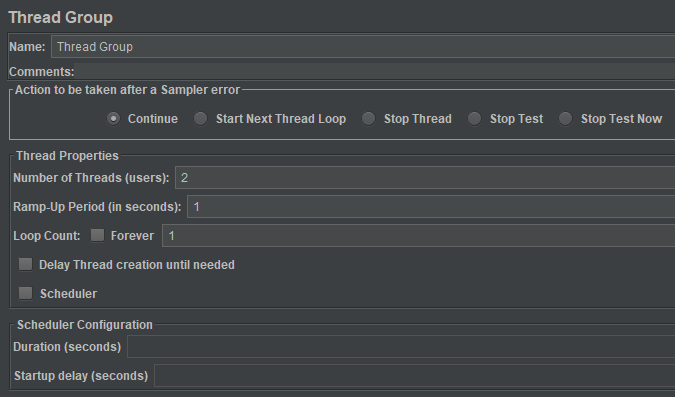 Thread Group
Name: Thread Group
Comments:
Action to be taken after a Sampler error
Continue Start Next Thread Loop Stop Thread Stop Test Stop Test Now
Thread Properties
Number of Threads (users): 2
Ramp-Up Period (in seconds): 1
Loop Count: Forever 1
Delay Thread creation until needed
Scheduler
Scheduler Configuration
Duration (seconds)
Startup delay (seconds)